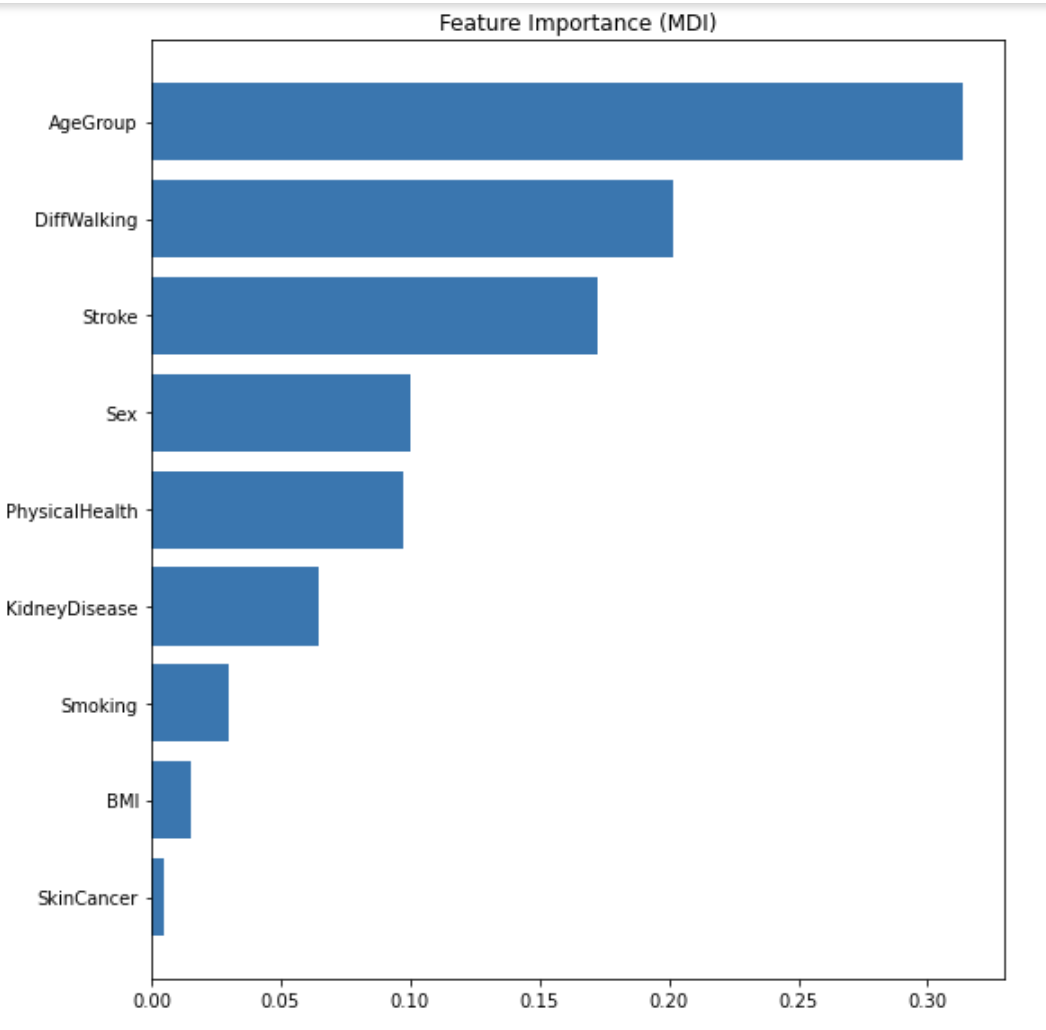 Feature Importance (MDI)
AgeGroup
DiffWalking
Stroke
Sex
PhysicalHealth
KidneyDisease
Smoking
BMI
SkinCancer
0.00 0.05 0.10 0.15 0.20 0.25 0.30